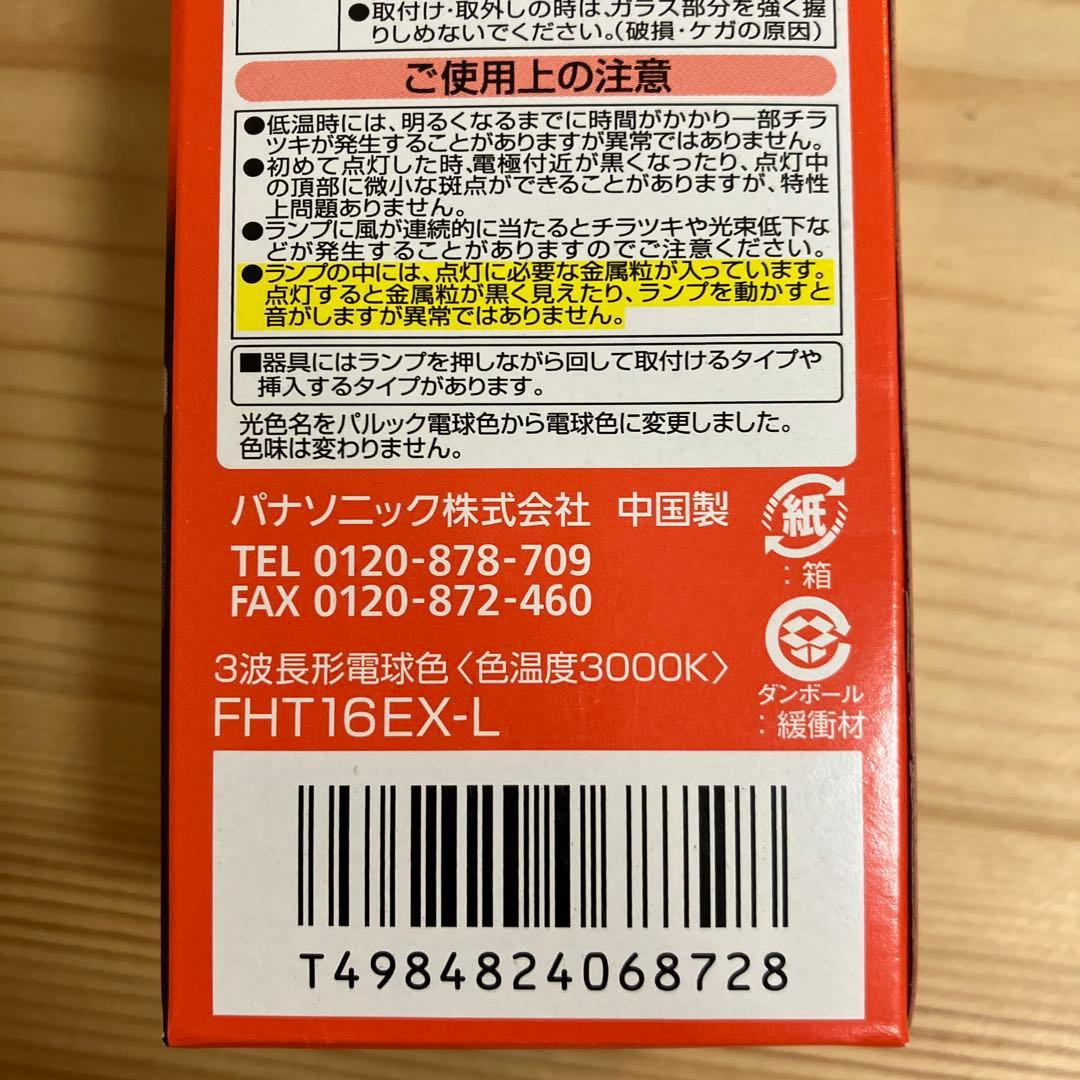 ●取付け・取外しの時は、ガラス部分を強く握
りしめないでください。(破損・ケガの原因)
ご使用上の注意
●低温時には、明るくなるまでに時間がかかり一部チラ
ツキが発生することがありますが異常ではありません。
●初めて点灯した時、電極付近が黒くなったり、点灯中
の頂部に微小な斑点ができることがありますが、特性
上問題ありません。
●ランプに風が連続的に当たるとチラツキや光束低下な
どが発生することがありますのでご注意ください。
●ランプの中には、点灯に必要な金属粒が入っています。
点灯すると金属粒が黒く見えたり、ランプを動かすと
音がしますが異常ではありません。
■器具にはランプを押しながら回して取付けるタイプや
挿入するタイプがあります。
光色名をパルック電球色から電球色に変更しました。
色味は変わりません。
パナソニック株式会社 中国製
TEL 0120-878-709
FAX 0120-872-460
紙
:箱
3波長形電球色〈色温度3000K〉
FHT16EX-L
ダンボール
:緩衝材
T4984824068728